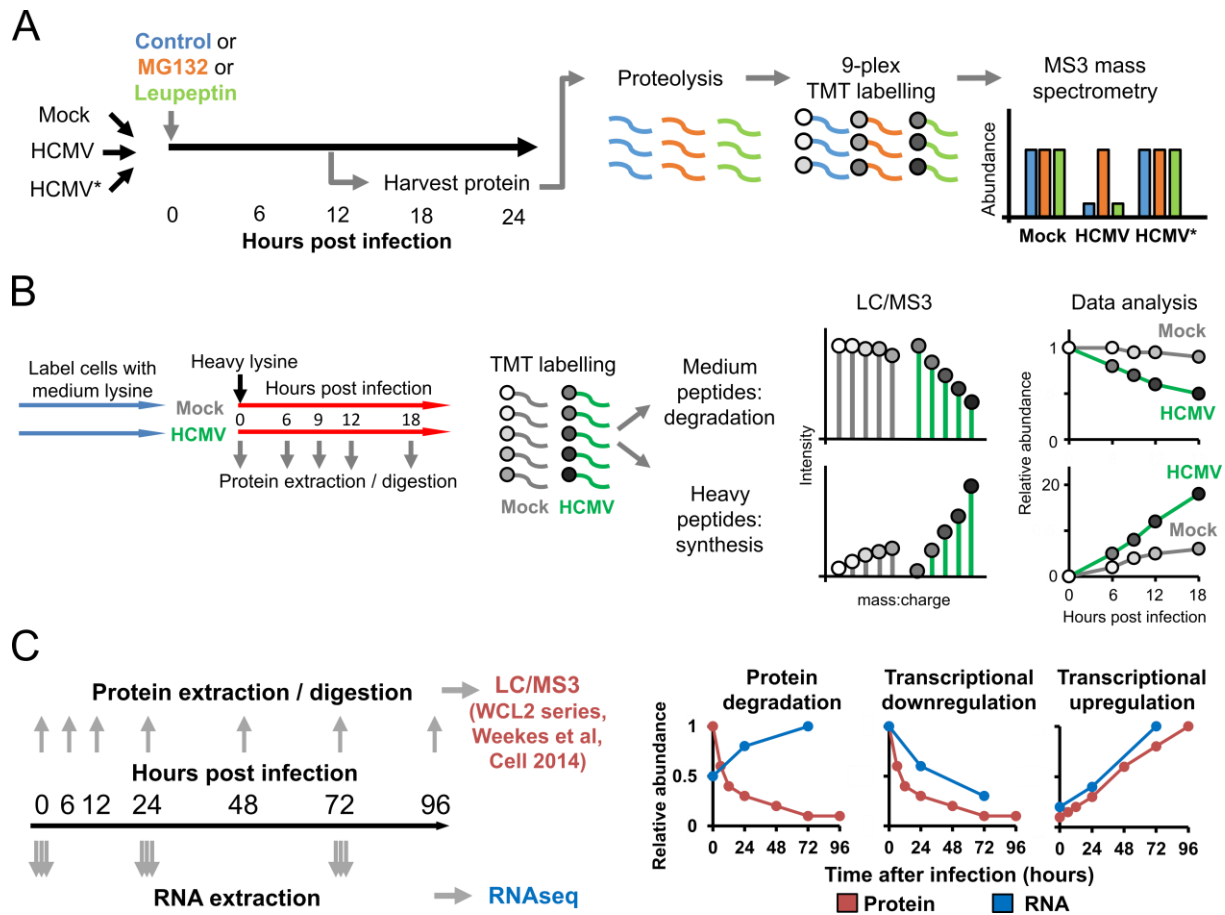 A
Control or
MG132 or
Leupeptin
Mock
HCMV
HCMV*
Harvest protein
0 6 12 18 24
Hours post infection
Proteolysis
9-plex
TMT labelling
MS3 mass
spectrometry
Abundance
Mock HCMV HCMV*
B
Label cells with
medium lysine
Heavy lysine
Hours post infection
Mock
HCMV
0 6 9 12 18
Protein extraction / digestion
TMT labelling
Mock HCMV
Medium
peptides:
degradation
Heavy
peptides:
synthesis
LC/MS3
Intensity
mass:charge
Data analysis
Relative abundance
1
0
Mock
HCMV
20
0
HCMV
Mock
0 6 12 18
Hours post infection
C
Protein extraction / digestion
LC/MS3
(WCL2 series,
Weekes et al,
Cell 2014)
Hours post infection
0 6 12 24 48 72 96
RNA extraction
RNAseq
Protein
degradation
Transcriptional
downregulation
Transcriptional
upregulation
Relative abundance
1
0.5
0
0 24 48 72 96
0 24 48 72 96
0 24 48 72 96
Time after infection (hours)
Protein RNA